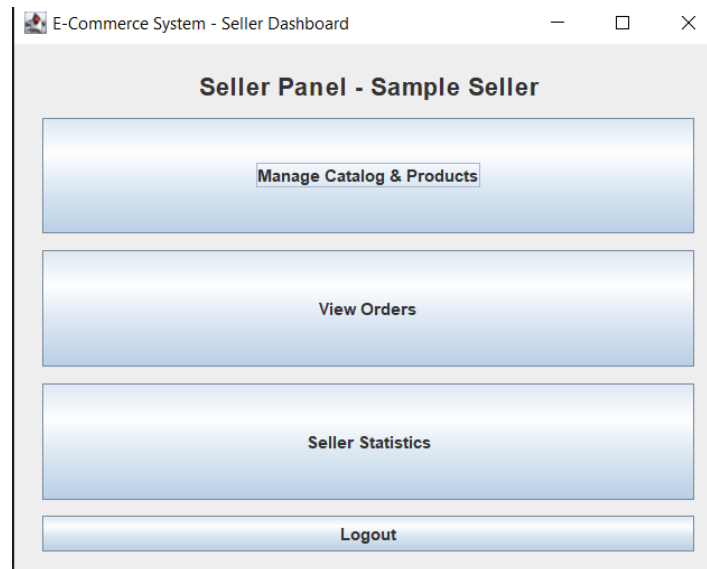 E-Commerce System - Seller Dashboard
Seller Panel - Sample Seller
Manage Catalog & Products
View Orders
Seller Statistics
Logout